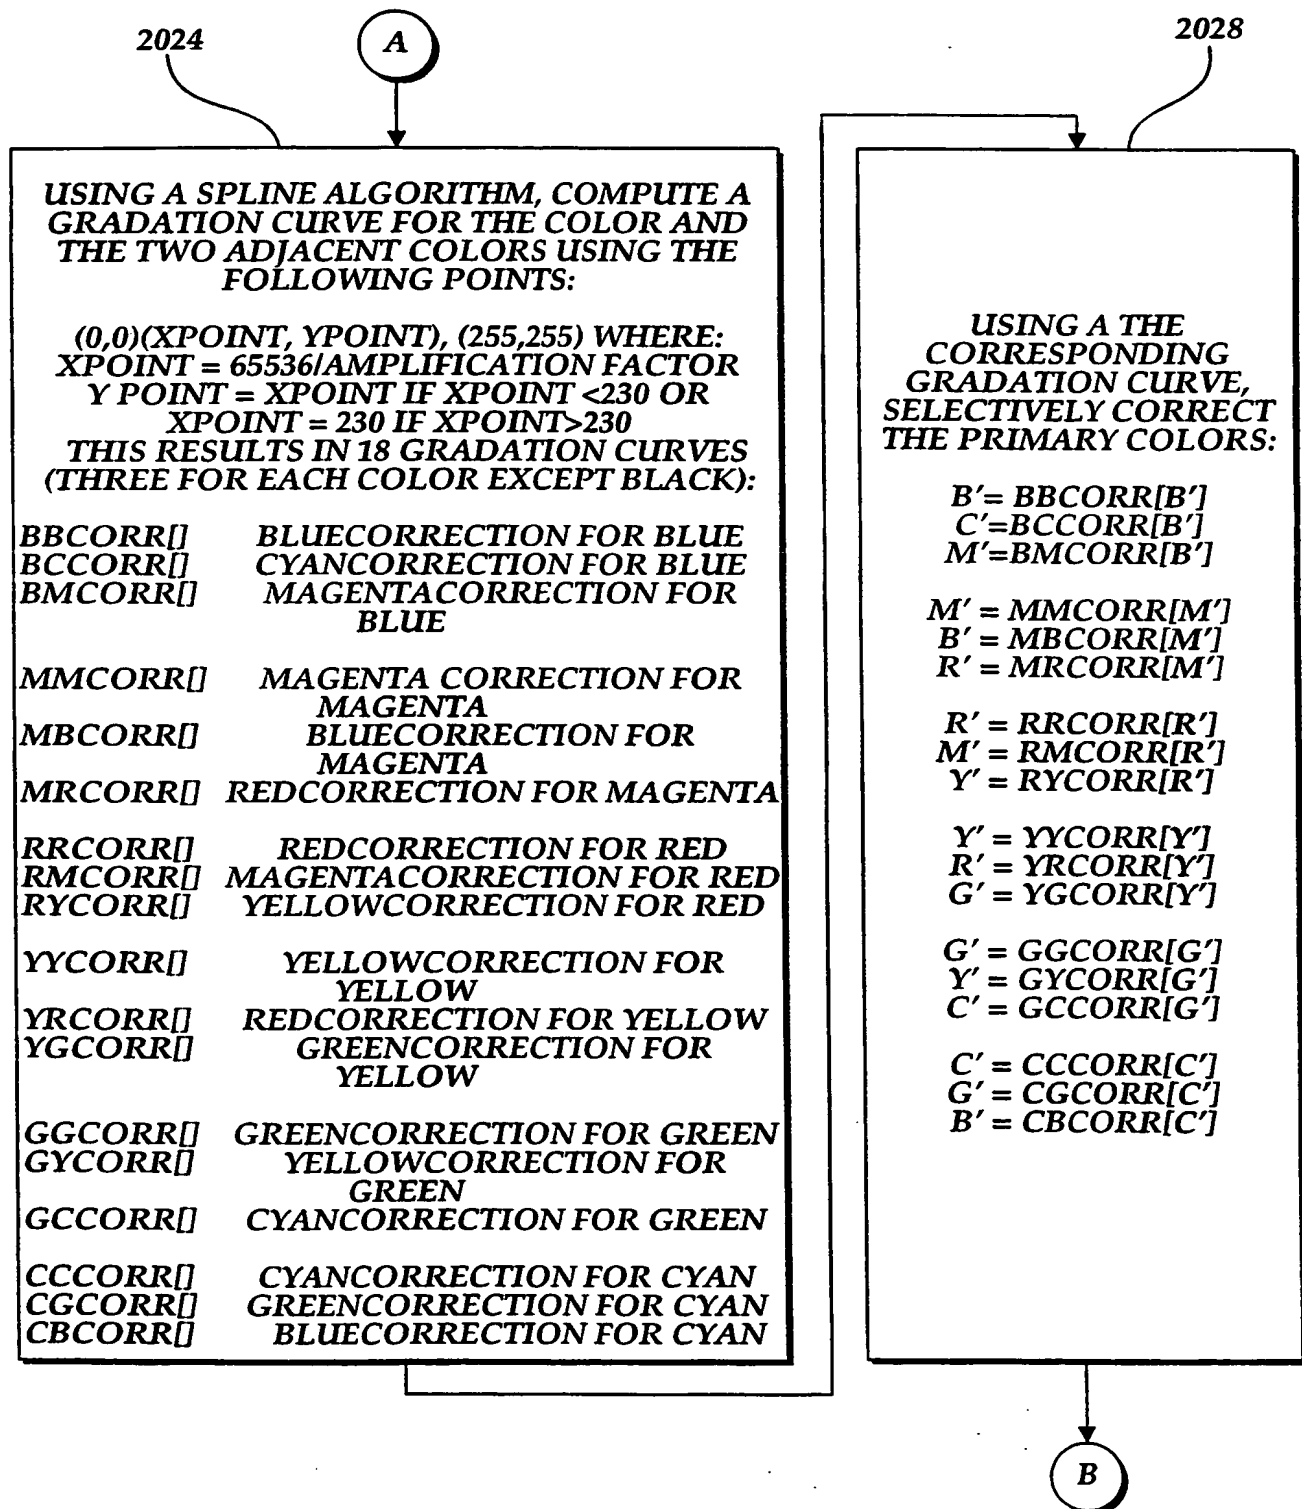 2024
A
USING A SPLINE ALGORITHM, COMPUTE A
GRADATION CURVE FOR THE COLOR AND
THE TWO ADJACENT COLORS USING THE
FOLLOWING POINTS:
(0,0)(XPOINT, YPOINT), (255,255) WHERE:
XPOINT = 65536/AMPLIFICATION FACTOR
Y POINT = XPOINT IF XPOINT <230 OR
XPOINT = 230 IF XPOINT>230
THIS RESULTS IN 18 GRADATION CURVES
(THREE FOR EACH COLOR EXCEPT BLACK):
BBCORR[] BLUECORRECTION FOR BLUE
BCCORR[] CYANCORRECTION FOR BLUE
BMCORR[] MAGENTACORRECTION FOR
BLUE
MMCORR[] MAGENTA CORRECTION FOR
MAGENTA
MBCORR[] BLUECORRECTION FOR
MAGENTA
MRCORR[] REDCORRECTION FOR MAGENTA
RRCORR[] REDCORRECTION FOR RED
RMCORR[] MAGENTACORRECTION FOR RED
RYCORR[] YELLOWCORRECTION FOR RED
YYCORR[] YELLOWCORRECTION FOR
YELLOW
YRCORR[] REDCORRECTION FOR YELLOW
YGCORR[] GREENCORRECTION FOR
YELLOW
GGCORR[] GREENCORRECTION FOR GREEN
GYCORR[] YELLOWCORRECTION FOR
GREEN
GCCORR[] CYANCORRECTION FOR GREEN
CCCORR[] CYANCORRECTION FOR CYAN
CGCORR[] GREENCORRECTION FOR CYAN
CBCORR[] BLUECORRECTION FOR CYAN
2028
USING A THE
CORRESPONDING
GRADATION CURVE,
SELECTIVELY CORRECT
THE PRIMARY COLORS:
B'= BBCORR[B']
C'=BCCORR[B']
M'=BMCORR[B']
M' = MMCORR[M']
B' = MBCORR[M']
R' = MRCORR[M']
R' = RRCORR[R']
M' = RMCORR[R']
Y' = RYCORR[R']
Y' = YYCORR[Y']
R' = YRCORR[Y']
G' = YGCORR[Y']
G' = GGCORR[G']
Y' = GYCORR[G']
C' = GCCORR[G']
C' = CCCORR[C']
G' = CGCORR[C']
B' = CBCORR[C']
B